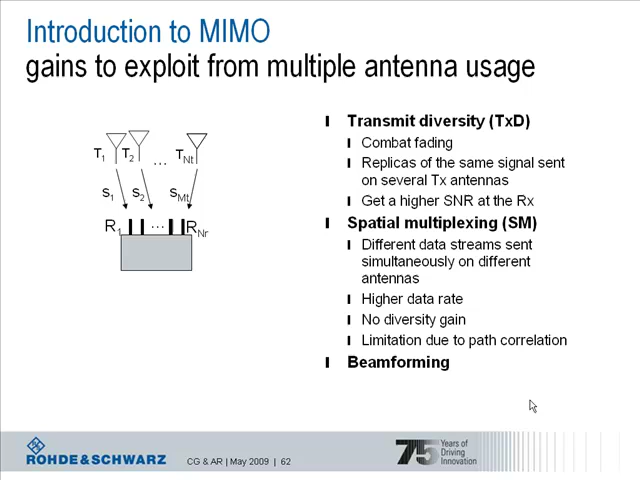 Introduction to MIMO
gains to exploit from multiple antenna usage
T1 T2 ... TNt
s1 s2 sMt
R1 ... RNr
Transmit diversity (TxD)
Combat fading
Replicas of the same signal sent
on several Tx antennas
Get a higher SNR at the Rx
Spatial multiplexing (SM)
Different data streams sent
simultaneously on different
antennas
Higher data rate
No diversity gain
Limitation due to path correlation
Beamforming
ROHDE&SCHWARZ
CG & AR | May 2009 | 62
75 Years of
Driving
Innovation